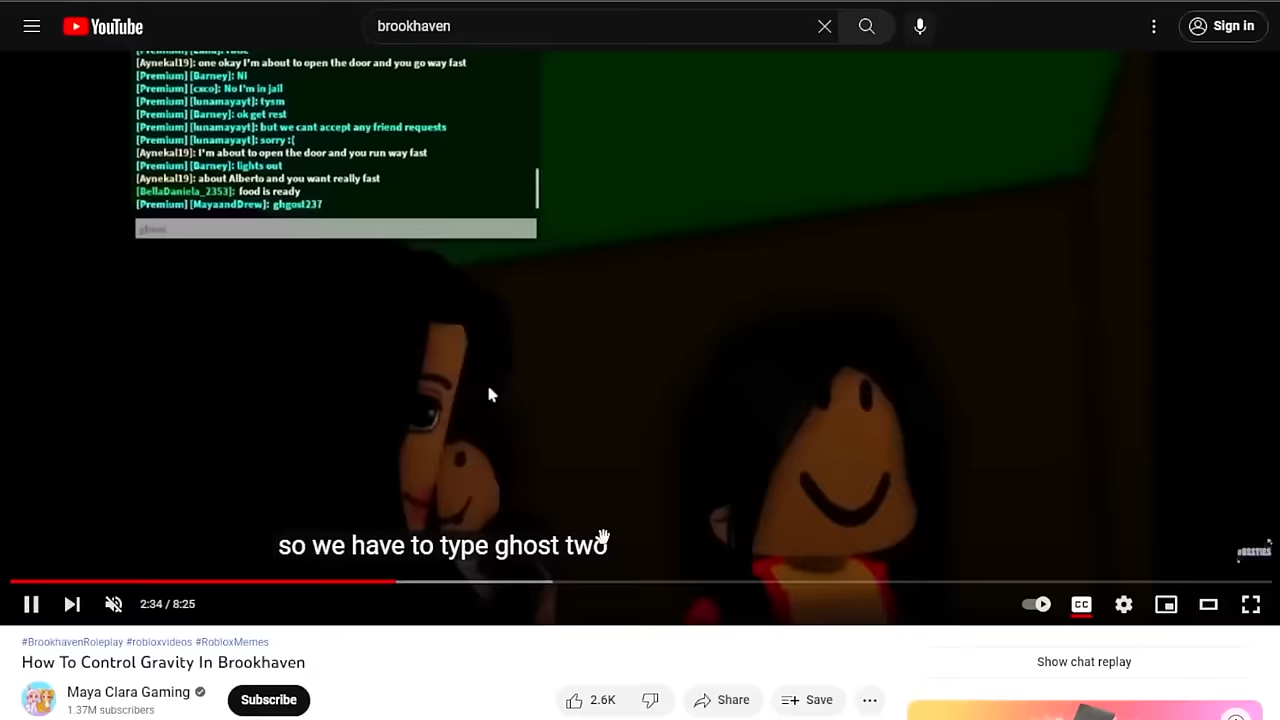 YouTube
brookhaven
Sign in
[Aynekal19]: one okay I'm about to open the door and you go way fast
[Premium] [Barney]: NI
[Premium] [cxco]: No I'm in jail
[Premium] [lunamayayt]: tysm
[Premium] [Barney]: ok get rest
[Premium] [lunamayayt]: but we cant accept any friend requests
[Premium] [lunamayayt]: sorry :(
[Aynekal19]: I'm about to open the door and you run way fast
[Premium] [Barney]: lights out
[Aynekal19]: about Alberto and you want really fast
[BellaDaniela_2353]: food is ready
[Premium] [MayaandDrew]: ghgost237
so we have to type ghost two
#BESTIES
2:34 / 8:25
CC
#BrookhavenRoleplay #robloxvideos #RobloxMemes
How To Control Gravity In Brookhaven
Show chat replay
Maya Clara Gaming
1.37M subscribers
Subscribe
2.6K
Share
Save